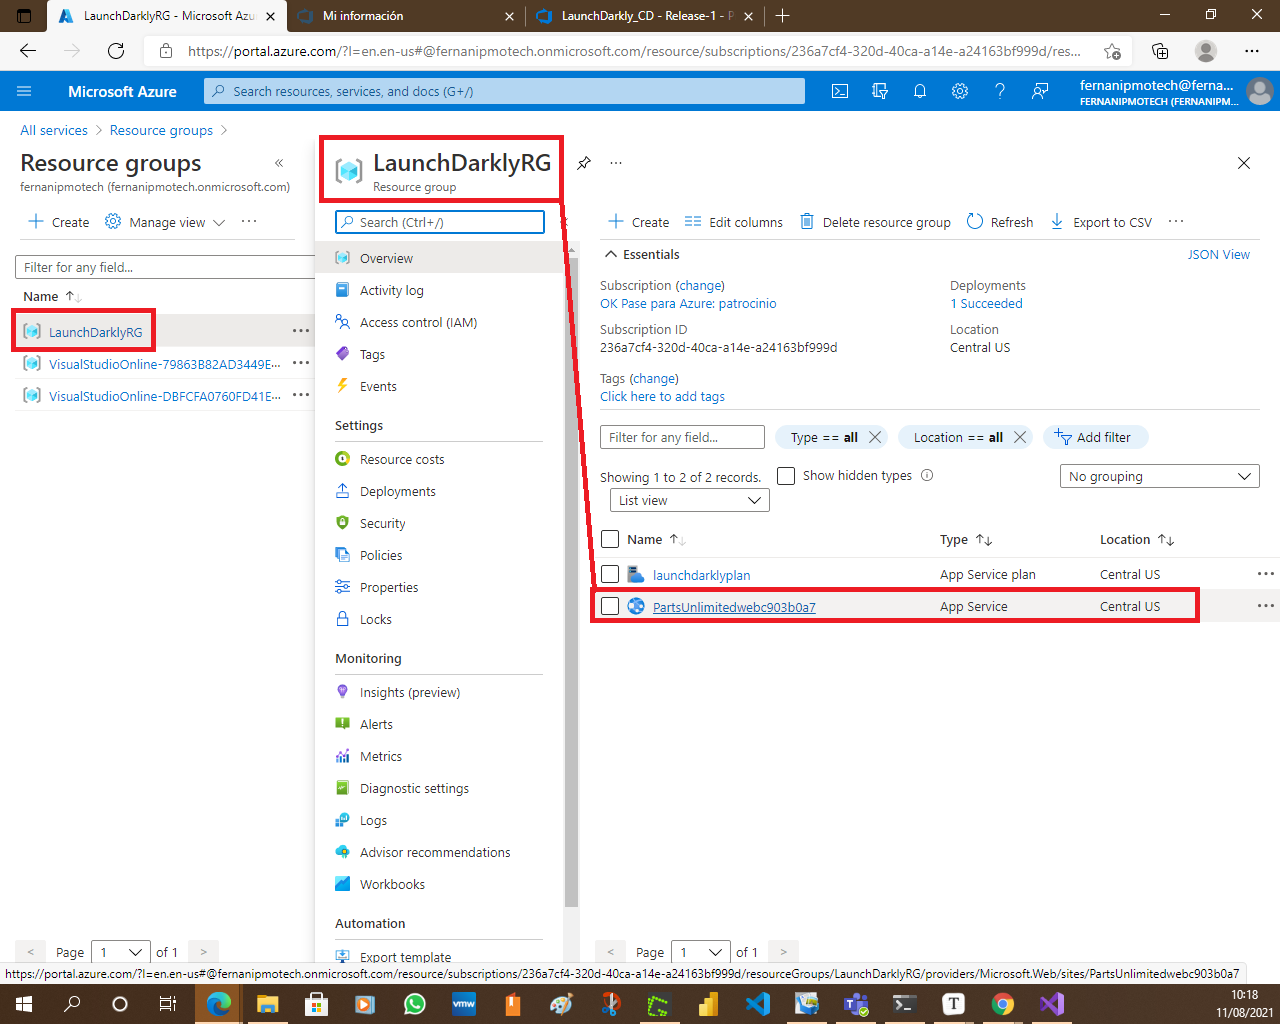 LaunchDarklyRG - Microsoft Azu
Mi información
LaunchDarkly_CD - Release-1 - P
https://portal.azure.com/?l=en.en-us#@fernanipmotech.onmicrosoft.com/resource/subscriptions/236a7cf4-320d-40ca-a14e-a24163bf999d/res...
Microsoft Azure
Search resources, services, and docs (G+/)
fernanipmotech@ferna...
FERNANIPMOTECH (FERNANIPM...
All services > Resource groups >
Resource groups
fernanipmotech (fernanipmotech.onmicrosoft.com)
Create
Manage view
Filter for any field...
Name
LaunchDarklyRG
VisualStudioOnline-79863B82AD3449E...
VisualStudioOnline-DBFCFA0760FD41E...
< Page 1 of 1 >
LaunchDarklyRG
Resource group
Search (Ctrl+/)
Overview
Activity log
Access control (IAM)
Tags
Events
Settings
Resource costs
Deployments
Security
Policies
Properties
Locks
Monitoring
Insights (preview)
Alerts
Metrics
Diagnostic settings
Logs
Advisor recommendations
Workbooks
Automation
Export template
Create
Edit columns
Delete resource group
Refresh
Export to CSV
Essentials
JSON View
Subscription (change)
OK Pase para Azure: patrocinio
Subscription ID
236a7cf4-320d-40ca-a14e-a24163bf999d
Deployments
1 Succeeded
Location
Central US
Tags (change)
Click here to add tags
Filter for any field...
Type == all
Location == all
Add filter
Showing 1 to 2 of 2 records.
Show hidden types
No grouping
List view
Name Type Location
launchdarklyplan App Service plan Central US
PartsUnlimitedwebc903b0a7 App Service Central US
< Page 1 of 1 >
https://portal.azure.com/?l=en.en-us#@fernanipmotech.onmicrosoft.com/resource/subscriptions/236a7cf4-320d-40ca-a14e-a24163bf999d/resourceGroups/LaunchDarklyRG/providers/Microsoft.Web/sites/PartsUnlimitedwebc903b0a7
vmw
T
10:18
11/08/2021